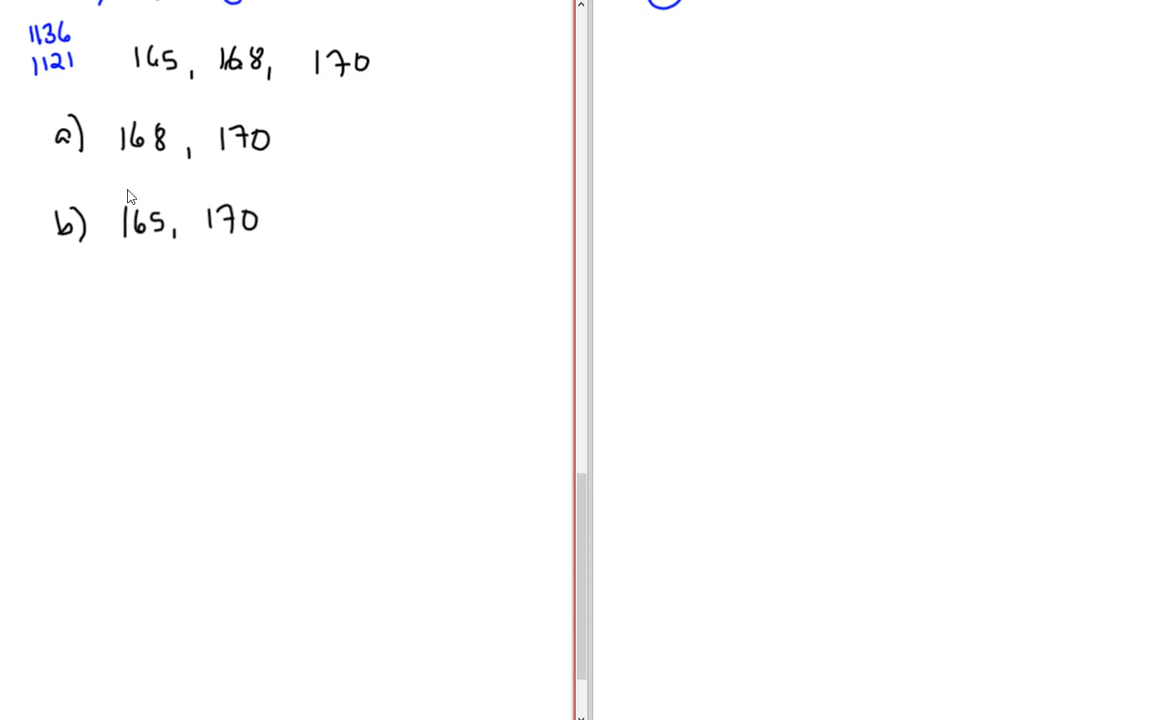 1136
1121
165, 168, 170
a) 168, 170
b) 165, 170